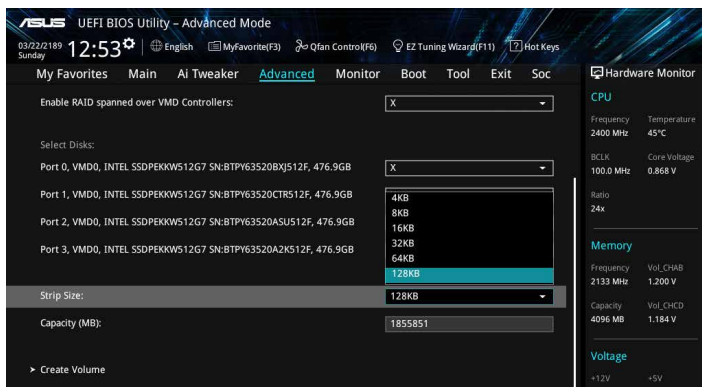 ASUS UEFI BIOS Utility – Advanced Mode
03/22/2189 Sunday 12:53 English MyFavorite(F3) Qfan Control(F6) EZ Tuning Wizard(F11) ? Hot Keys
My Favorites Main Ai Tweaker Advanced Monitor Boot Tool Exit Soc
Hardware Monitor
Enable RAID spanned over VMD Controllers: X
Select Disks:
Port 0, VMD0, INTEL SSDPEKKW512G7 SN:BTPY63520BXJ512F, 476.9GB X
Port 1, VMD0, INTEL SSDPEKKW512G7 SN:BTPY63520CTR512F, 476.9GB
Port 2, VMD0, INTEL SSDPEKKW512G7 SN:BTPY63520ASU512F, 476.9GB
Port 3, VMD0, INTEL SSDPEKKW512G7 SN:BTPY63520A2K512F, 476.9GB
4KB
8KB
16KB
32KB
64KB
128KB
Strip Size: 128KB
Capacity (MB): 1855851
> Create Volume
CPU
Frequency Temperature
2400 MHz 45°C
BCLK Core Voltage
100.0 MHz 0.868 V
Ratio
24x
Memory
Frequency Vol_CHAB
2133 MHz 1.200 V
Capacity Vol_CHCD
4096 MB 1.184 V
Voltage
+12V +5V